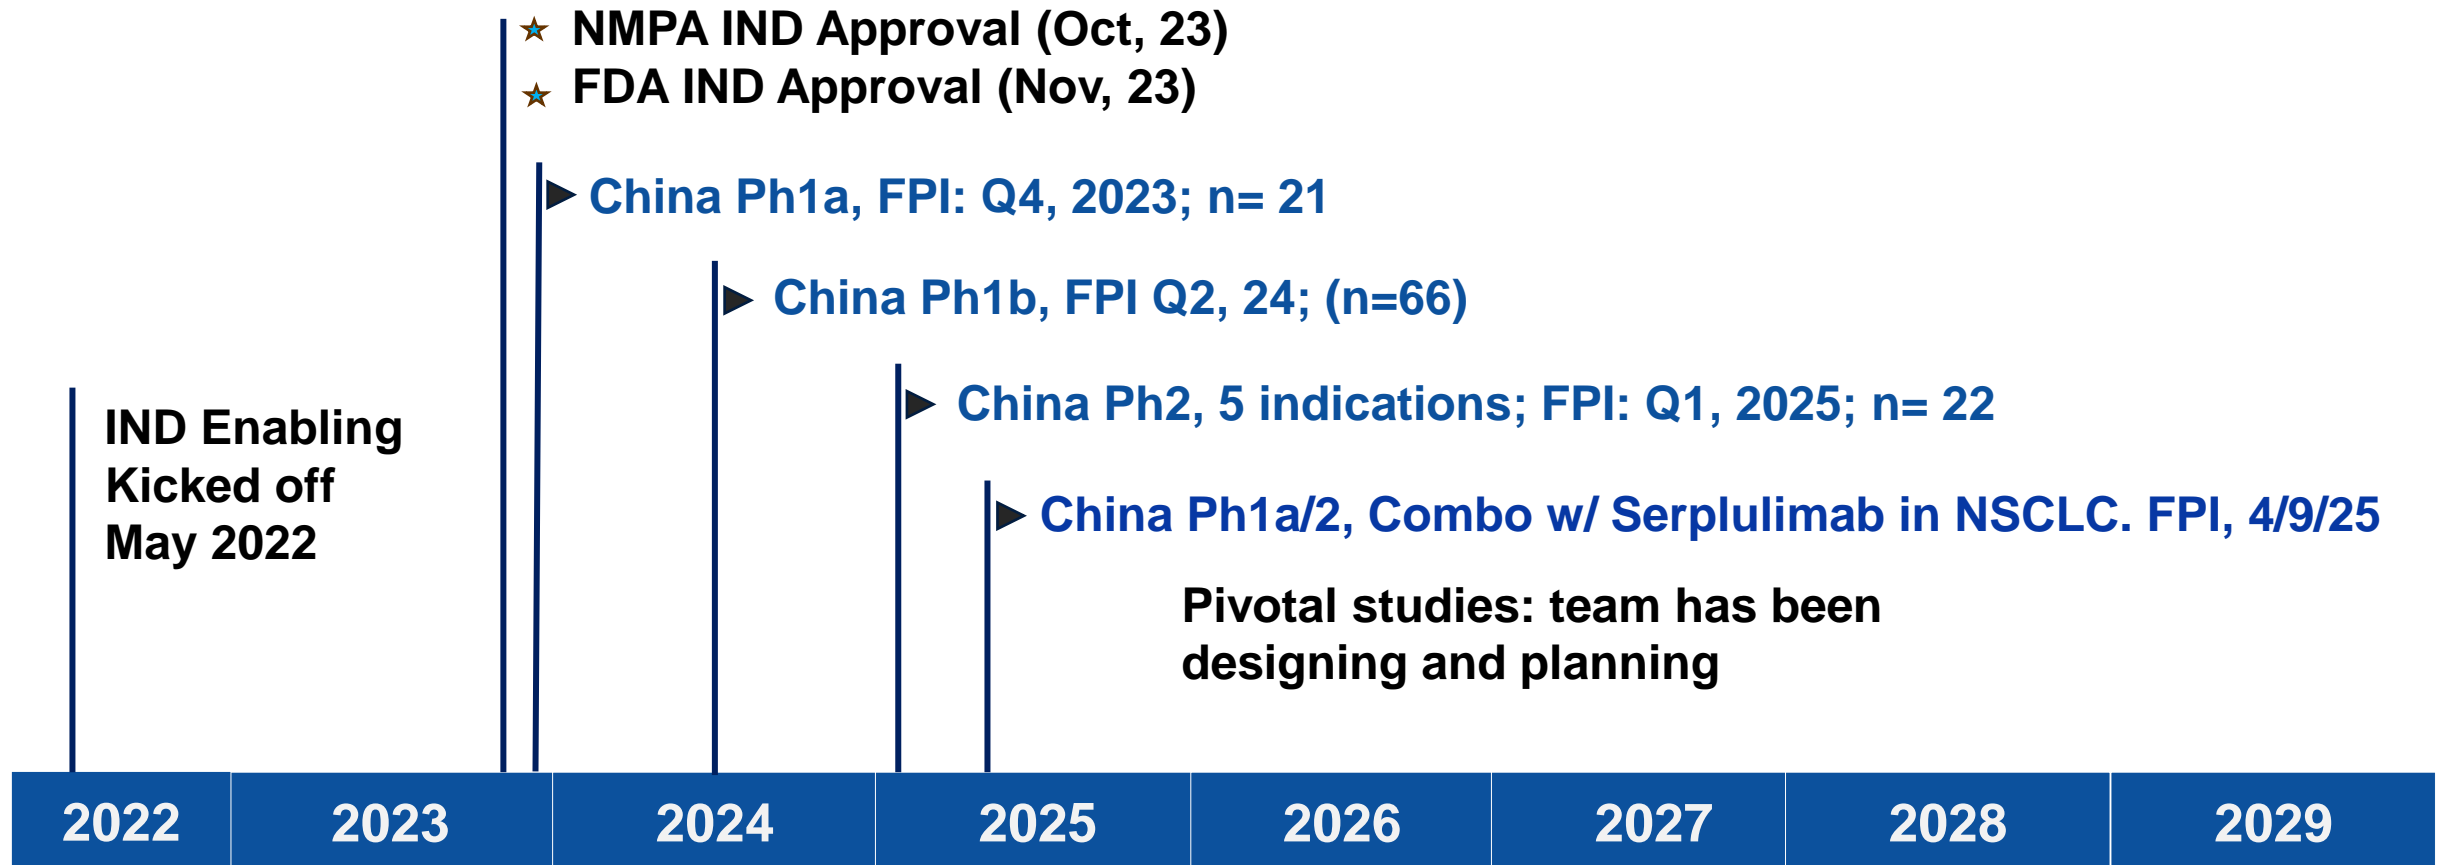 NMPA IND Approval (Oct, 23)
FDA IND Approval (Nov, 23)
China Ph1a, FPI: Q4, 2023; n= 21
China Ph1b, FPI Q2, 24; (n=66)
China Ph2, 5 indications; FPI: Q1, 2025; n= 22
IND Enabling
Kicked off
May 2022
China Ph1a/2, Combo w/ Serplulimab in NSCLC. FPI, 4/9/25
Pivotal studies: team has been
designing and planning
2022 2023 2024 2025 2026 2027 2028 2029